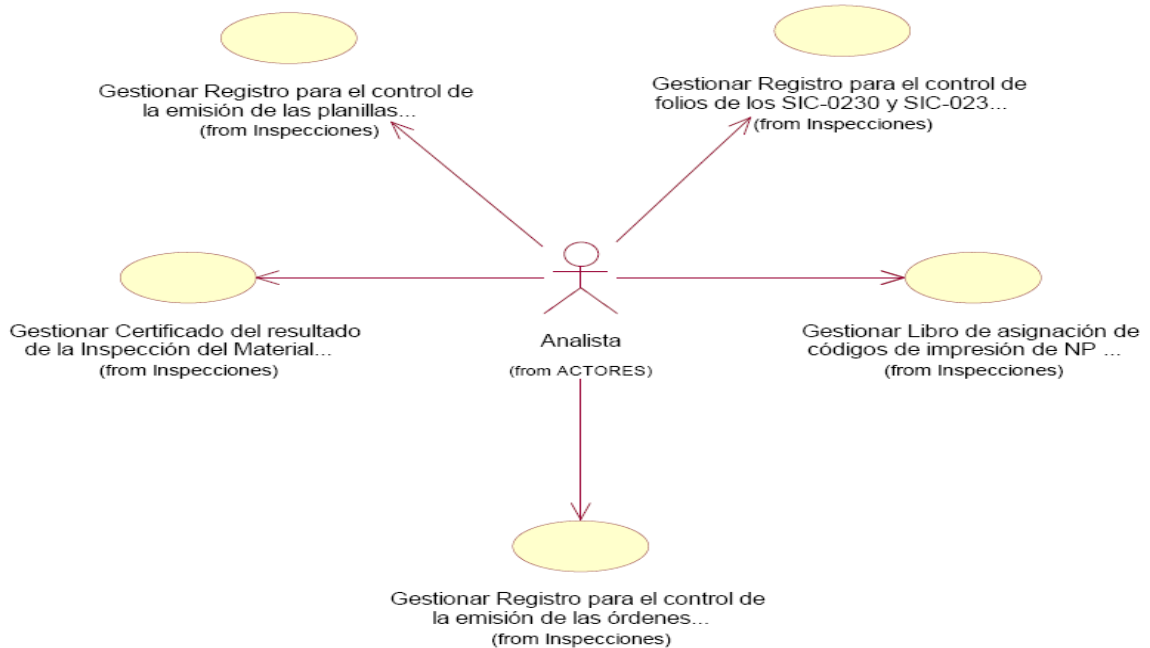 Gestionar Registro para el control de
la emisión de las planillas...
(from Inspecciones)
Gestionar Registro para el control de
folios de los SIC-0230 y SIC-023...
(from Inspecciones)
Gestionar Certificado del resultado
de la Inspección del Material...
(from Inspecciones)
Analista
(from ACTORES)
Gestionar Libro de asignación de
códigos de impresión de NP ...
(from Inspecciones)
Gestionar Registro para el control de
la emisión de las órdenes...
(from Inspecciones)